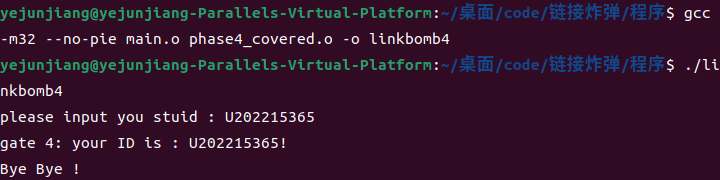 yejunjiang@yejunjiang-Parallels-Virtual-Platform:~/桌面/code/链接炸弹/程序$ gcc
-m32 --no-pie main.o phase4_covered.o -o linkbomb4
yejunjiang@yejunjiang-Parallels-Virtual-Platform:~/桌面/code/链接炸弹/程序$ ./li
nkbomb4
please input you stuid : U202215365
gate 4: your ID is : U202215365!
Bye Bye !